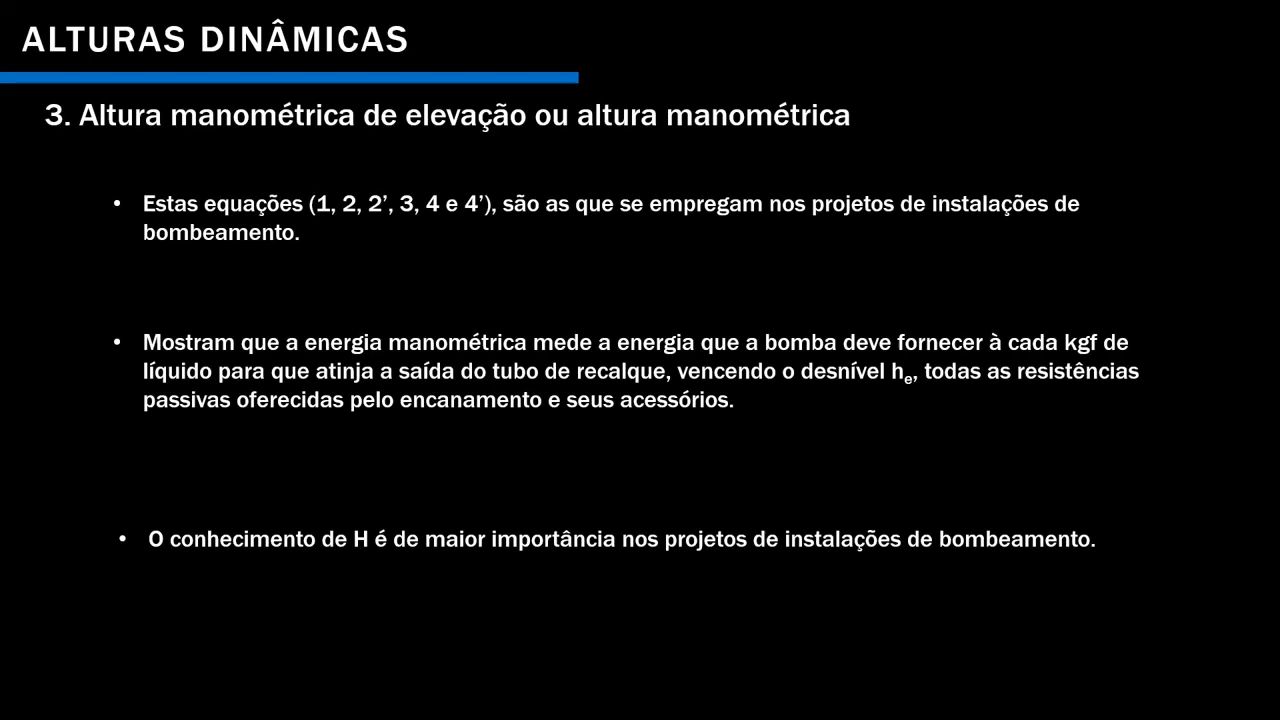 ALTURAS DINÂMICAS
3. Altura manométrica de elevação ou altura manométrica
• Estas equações (1, 2, 2’, 3, 4 e 4’), são as que se empregam nos projetos de instalações de
bombeamento.
• Mostram que a energia manométrica mede a energia que a bomba deve fornecer à cada kgf de
líquido para que atinja a saída do tubo de recalque, vencendo o desnível he, todas as resistências
passivas oferecidas pelo encanamento e seus acessórios.
• O conhecimento de H é de maior importância nos projetos de instalações de bombeamento.